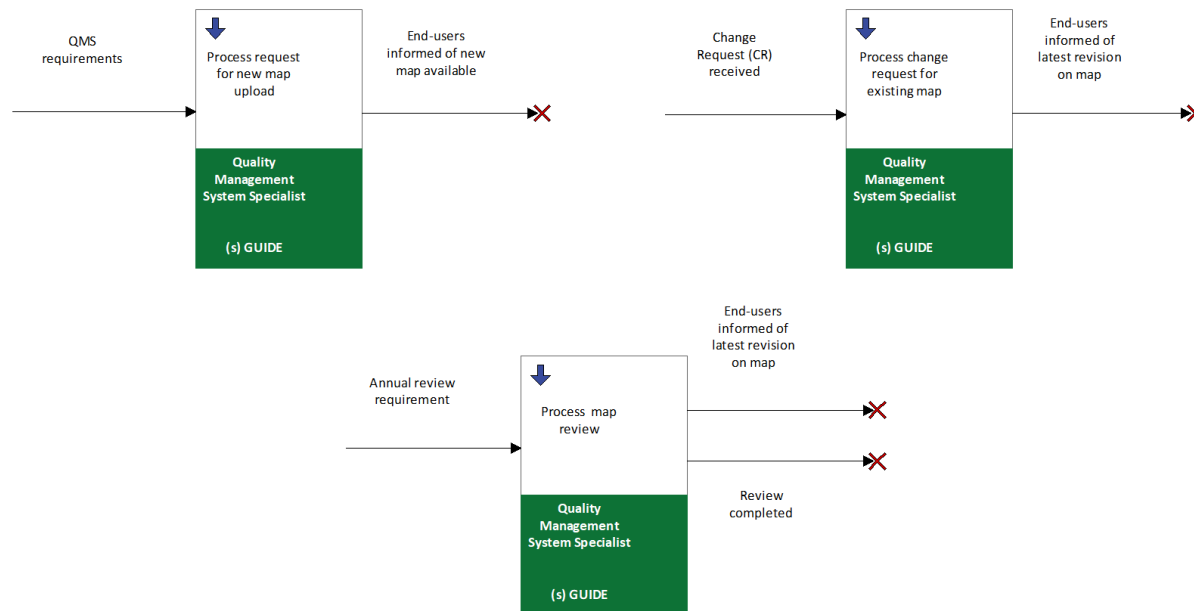 QMS
requirements
Process request
for new map
upload
End-users
informed of new
map available
Quality
Management
System Specialist
(s) GUIDE
Change
Request (CR)
received
Process change
request for
existing map
End-users
informed of
latest revision
on map
Quality
Management
System Specialist
(s) GUIDE
Annual review
requirement
Process map
review
End-users
informed of
latest revision
on map
Review
completed
Quality
Management
System Specialist
(s) GUIDE